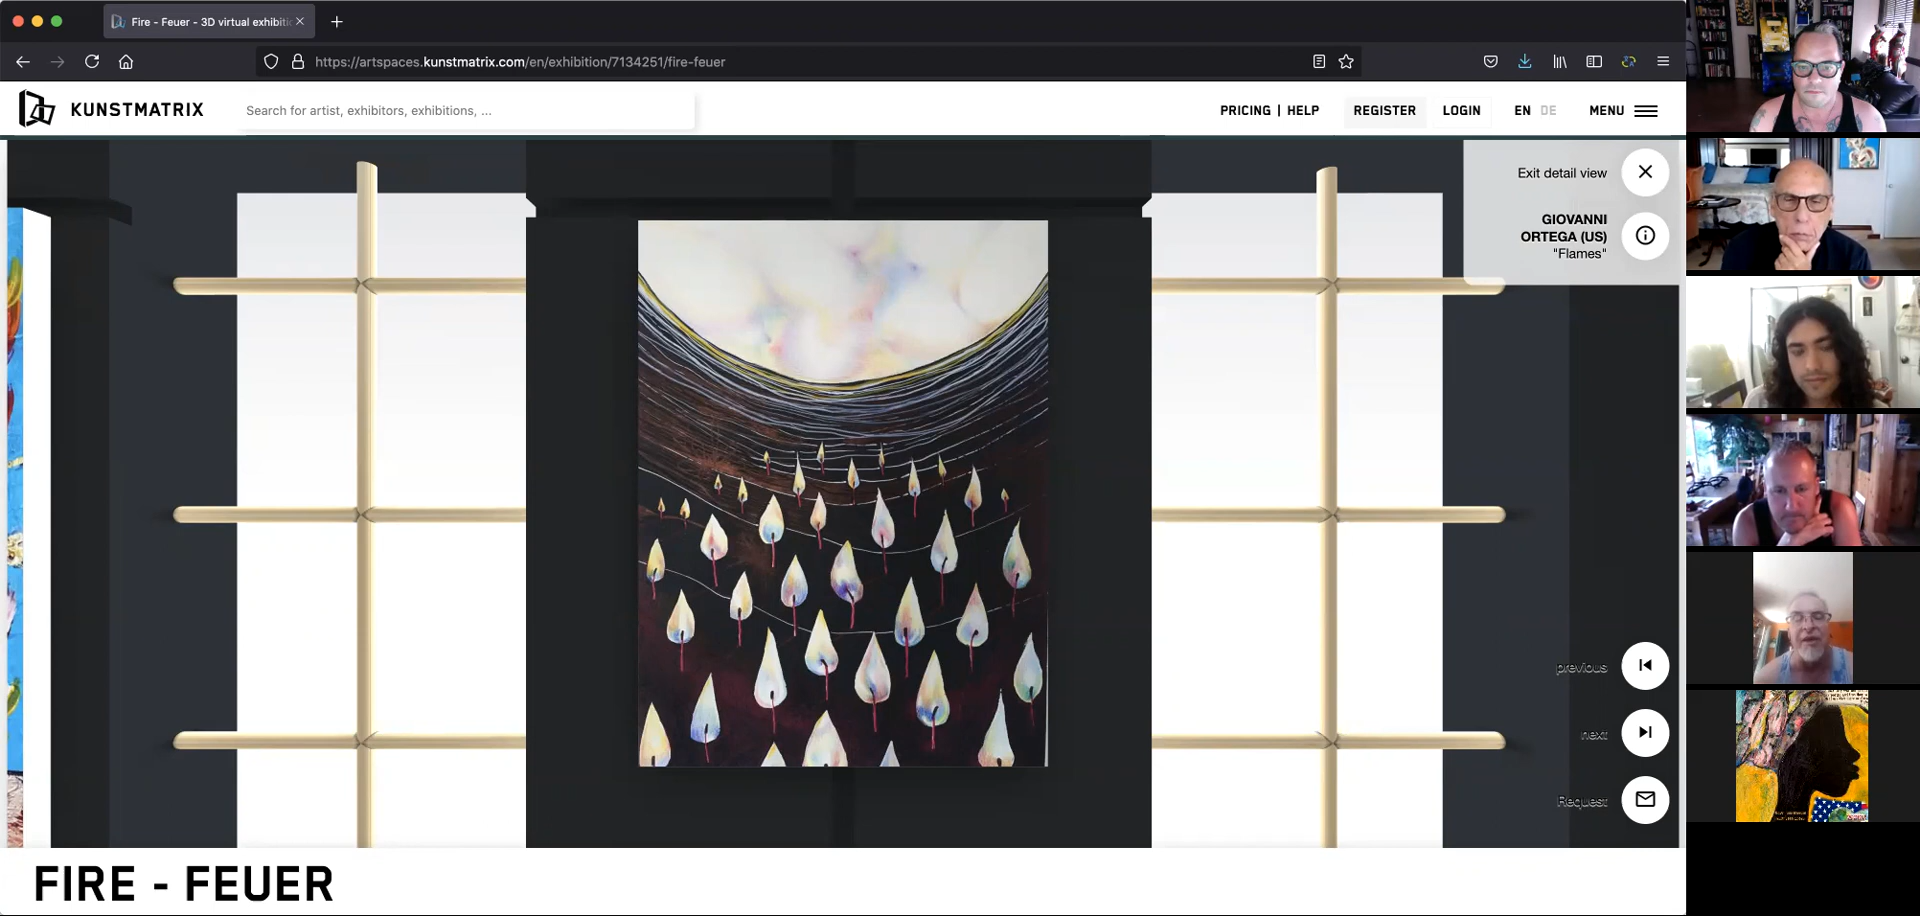 Fire - Feuer - 3D virtual exhibiti
https://artspaces.kunstmatrix.com/en/exhibition/7134251/fire-feuer
KUNSTMATRIX
Search for artist, exhibitors, exhibitions, ...
PRICING | HELP
REGISTER
LOGIN
EN DE
MENU
Exit detail view
GIOVANNI
ORTEGA (US)
"Flames"
previous
next
Request
FIRE - FEUER